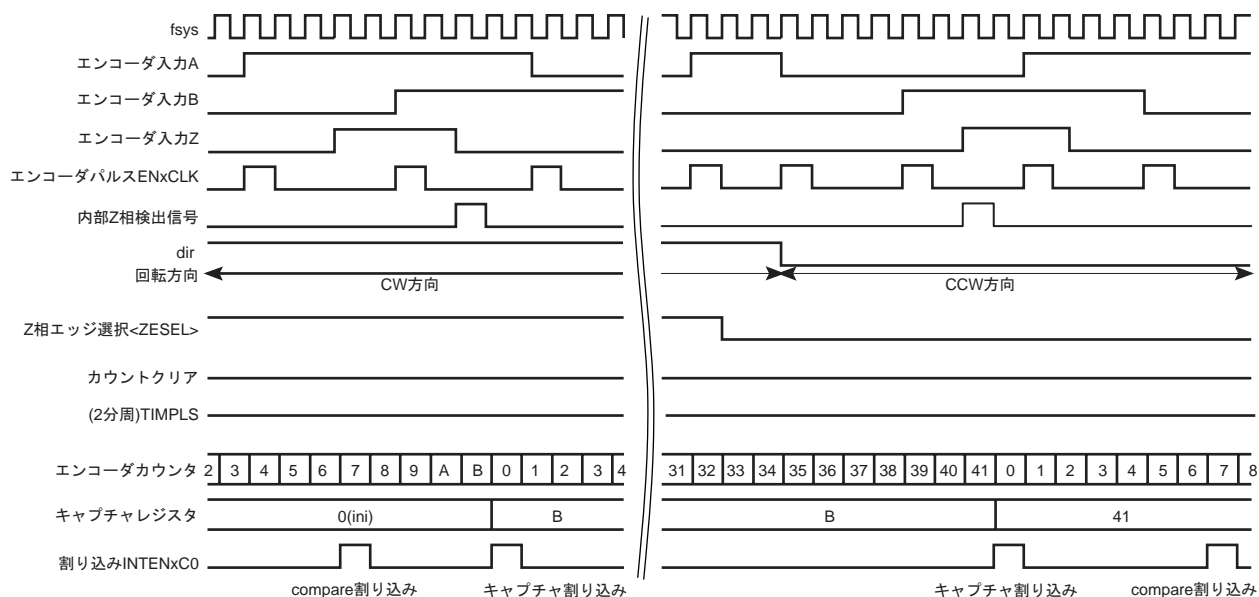 fsys
エンコーダ入力A
エンコーダ入力B
エンコーダ入力Z
エンコーダパルスENxCLK
内部Z相検出信号
dir
回転方向
CW方向
CCW方向
Z相エッジ選択<ZESEL>
カウントクリア
(2分周)TIMPLS
エンコーダカウンタ 2 3 4 5 6 7 8 9 A B 0 1 2 3 4 31 32 33 34 35 36 37 38 39 40 41 0 1 2 3 4 5 6 7 8
キャプチャレジスタ 0(ini) B B 41
割り込みINTENxC0
compare割り込み キャプチャ割り込み キャプチャ割り込み compare割り込み